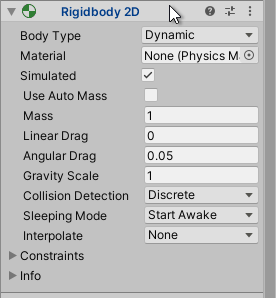 Rigidbody 2D
Body Type Dynamic
Material None (Physics M
Simulated
Use Auto Mass
Mass 1
Linear Drag 0
Angular Drag 0.05
Gravity Scale 1
Collision Detection Discrete
Sleeping Mode Start Awake
Interpolate None
Constraints
Info